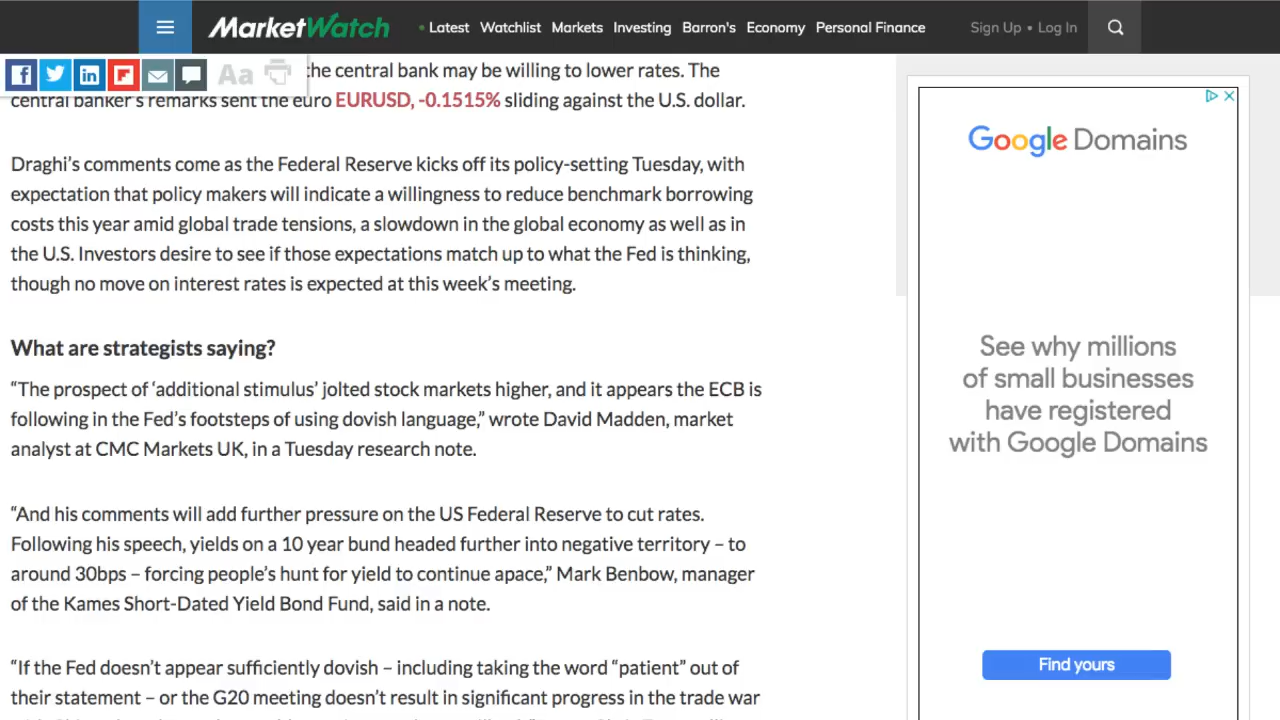 MarketWatch
Latest Watchlist Markets Investing Barron's Economy Personal Finance
Sign Up • Log In
Aa
the central bank may be willing to lower rates. The
central banker’s remarks sent the euro EURUSD, -0.1515% sliding against the U.S. dollar.
Draghi’s comments come as the Federal Reserve kicks off its policy-setting Tuesday, with
expectation that policy makers will indicate a willingness to reduce benchmark borrowing
costs this year amid global trade tensions, a slowdown in the global economy as well as in
the U.S. Investors desire to see if those expectations match up to what the Fed is thinking,
though no move on interest rates is expected at this week’s meeting.
What are strategists saying?
“The prospect of ‘additional stimulus’ jolted stock markets higher, and it appears the ECB is
following in the Fed’s footsteps of using dovish language,” wrote David Madden, market
analyst at CMC Markets UK, in a Tuesday research note.
“And his comments will add further pressure on the US Federal Reserve to cut rates.
Following his speech, yields on a 10 year bund headed further into negative territory – to
around 30bps – forcing people’s hunt for yield to continue apace,” Mark Benbow, manager
of the Kames Short-Dated Yield Bond Fund, said in a note.
“If the Fed doesn’t appear sufficiently dovish – including taking the word “patient” out of
their statement – or the G20 meeting doesn’t result in significant progress in the trade war
Google Domains
See why millions
of small businesses
have registered
with Google Domains
Find yours